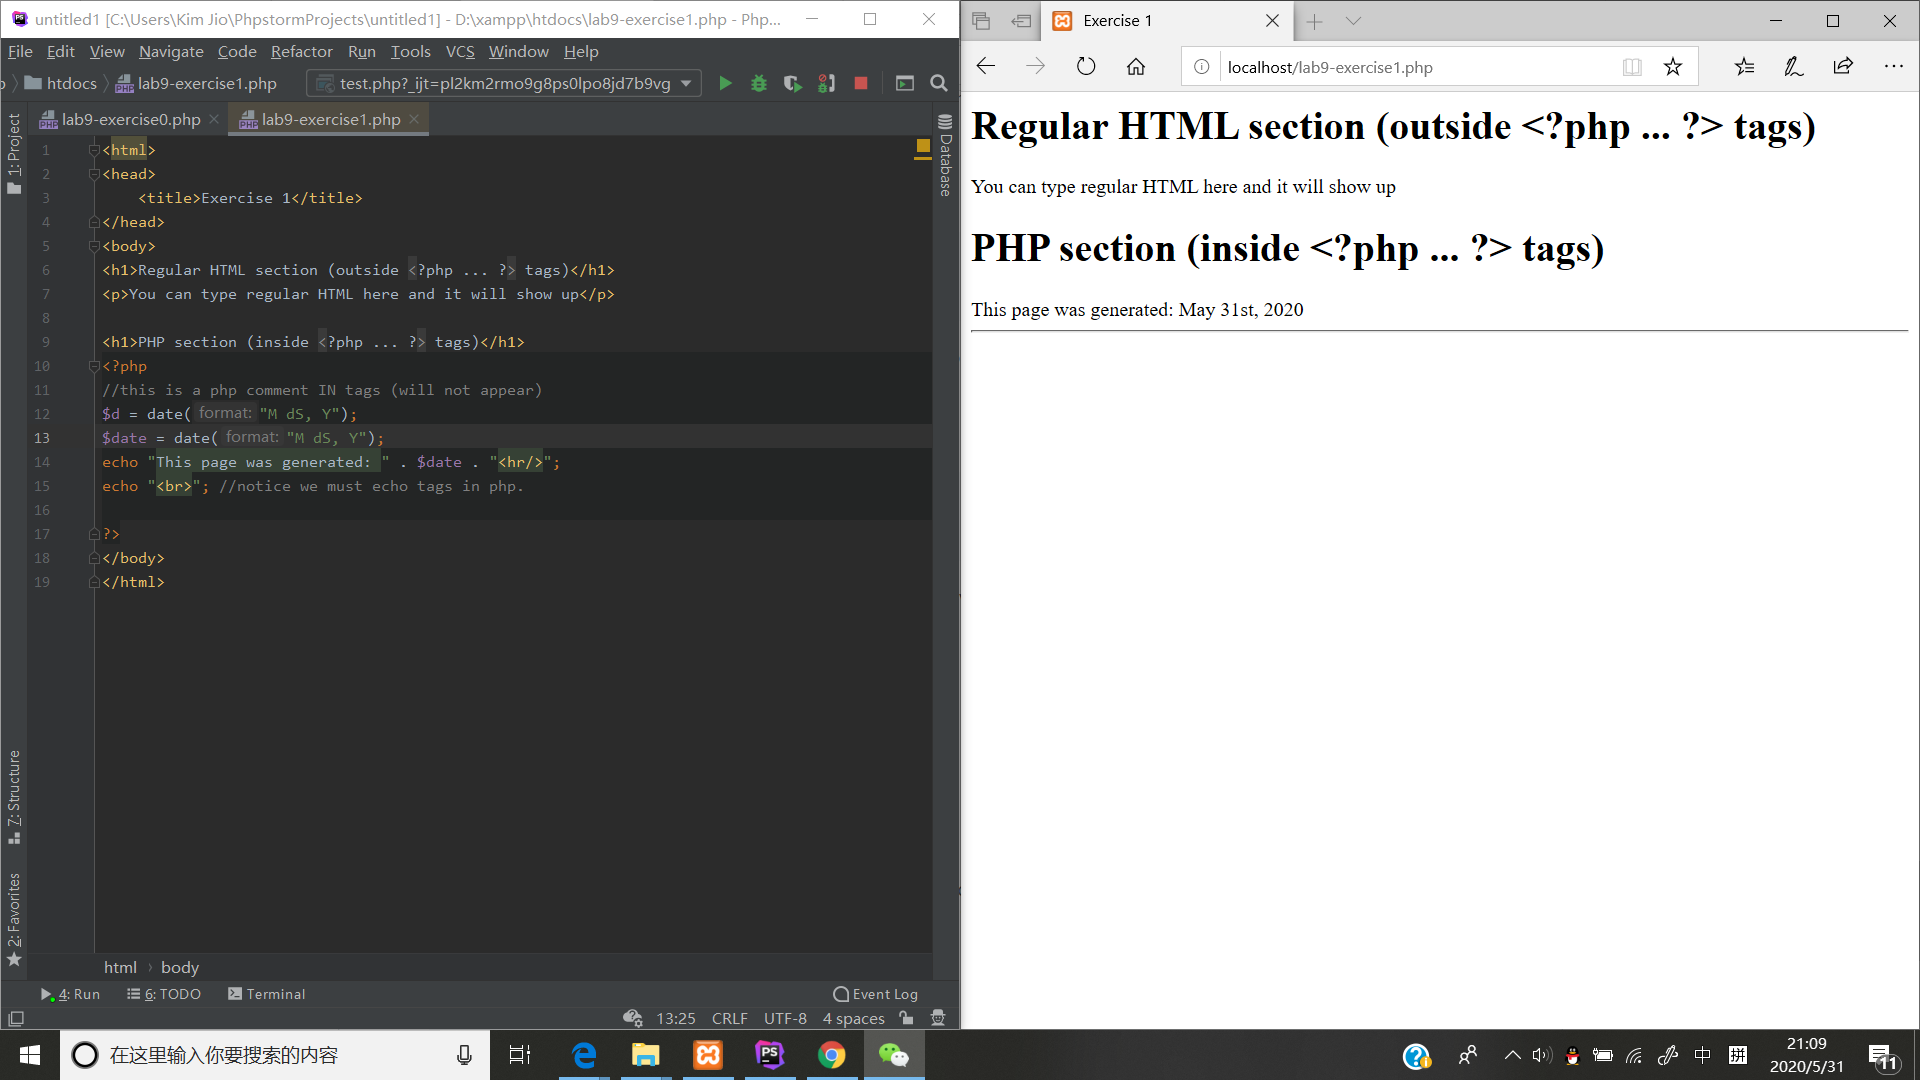 untitled1 [C:\Users\Kim Jio\PhpstormProjects\untitled1] - D:\xampp\htdocs\lab9-exercise1.php - Php...
File Edit View Navigate Code Refactor Run Tools VCS Window Help
htdocs lab9-exercise1.php test.php?_ijt=pl2km2rmo9g8ps0lpo8jd7b9vg
lab9-exercise0.php lab9-exercise1.php
1: Project
Database
1 <html>
2 <head>
3 <title>Exercise 1</title>
4 </head>
5 <body>
6 <h1>Regular HTML section (outside <?php ... ?> tags)</h1>
7 <p>You can type regular HTML here and it will show up</p>
8
9 <h1>PHP section (inside <?php ... ?> tags)</h1>
10 <?php
11 //this is a php comment IN tags (will not appear)
12 $d = date( format: "M dS, Y");
13 $date = date( format: "M dS, Y");
14 echo "This page was generated: " . $date . "<hr/>";
15 echo "<br>"; //notice we must echo tags in php.
16
17 ?>
18 </body>
19 </html>
7: Structure
2: Favorites
html › body
4: Run 6: TODO Terminal Event Log
13:25 CRLF UTF-8 4 spaces
Exercise 1
localhost/lab9-exercise1.php
Regular HTML section (outside <?php ... ?> tags)
You can type regular HTML here and it will show up
PHP section (inside <?php ... ?> tags)
This page was generated: May 31st, 2020
在这里输入你要搜索的内容
PS
中 拼
21:09
2020/5/31
11